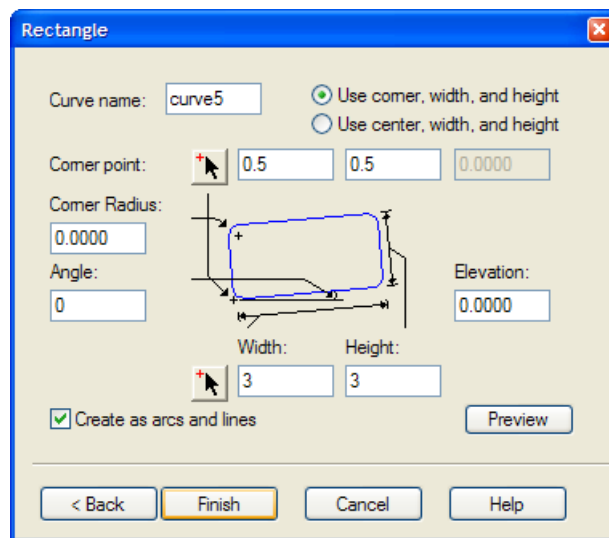 Rectangle
Curve name: curve5
Use corner, width, and height
Use center, width, and height
Corner point: 0.5 0.5 0.0000
Corner Radius:
0.0000
Angle:
0
Elevation:
0.0000
Width: Height:
3 3
Create as arcs and lines
Preview
< Back Finish Cancel Help